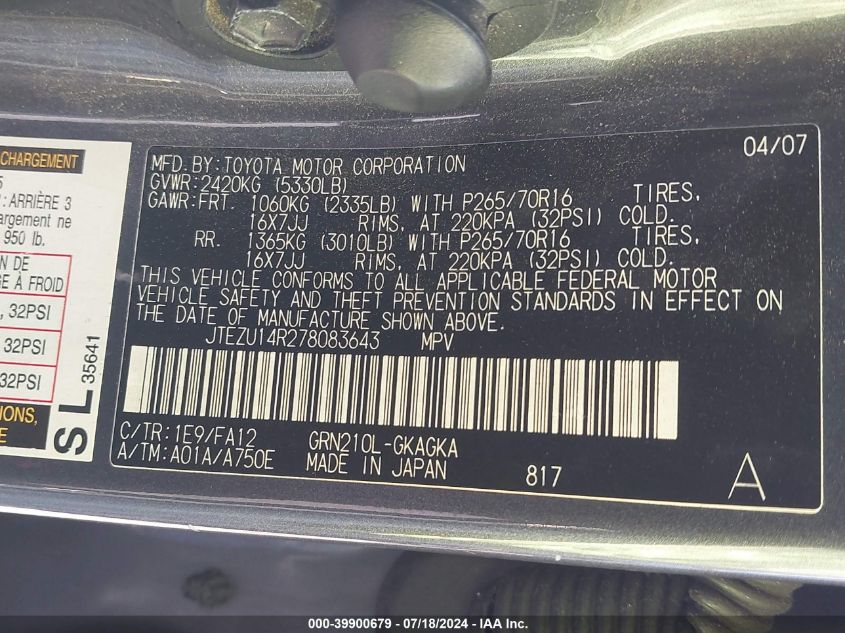 CHARGEMENT
5
: ARRIÈRE 3
argement ne
950 lb.
ON DE
E À FROID
, 32PSI
32PSI
32PSI
IONS,
E
SL
35641
04/07
MFD. BY: TOYOTA MOTOR CORPORATION
GVWR: 2420KG (5330LB)
GAWR: FRT. 1060KG (2335LB) WITH P265/70R16 TIRES,
16X7JJ RIMS, AT 220KPA (32PSI) COLD.
RR. 1365KG (3010LB) WITH P265/70R16 TIRES,
16X7JJ RIMS, AT 220KPA (32PSI) COLD.
THIS VEHICLE CONFORMS TO ALL APPLICABLE FEDERAL MOTOR
VEHICLE SAFETY AND THEFT PREVENTION STANDARDS IN EFFECT ON
THE DATE OF MANUFACTURE SHOWN ABOVE.
JTEZU14R278083643 MPV
C/TR: 1E9/FA12 GRN210L-GKAGKA
A/TM: A01A/A750E MADE IN JAPAN 817 A
000-39900679 - 07/18/2024 - IAA Inc.